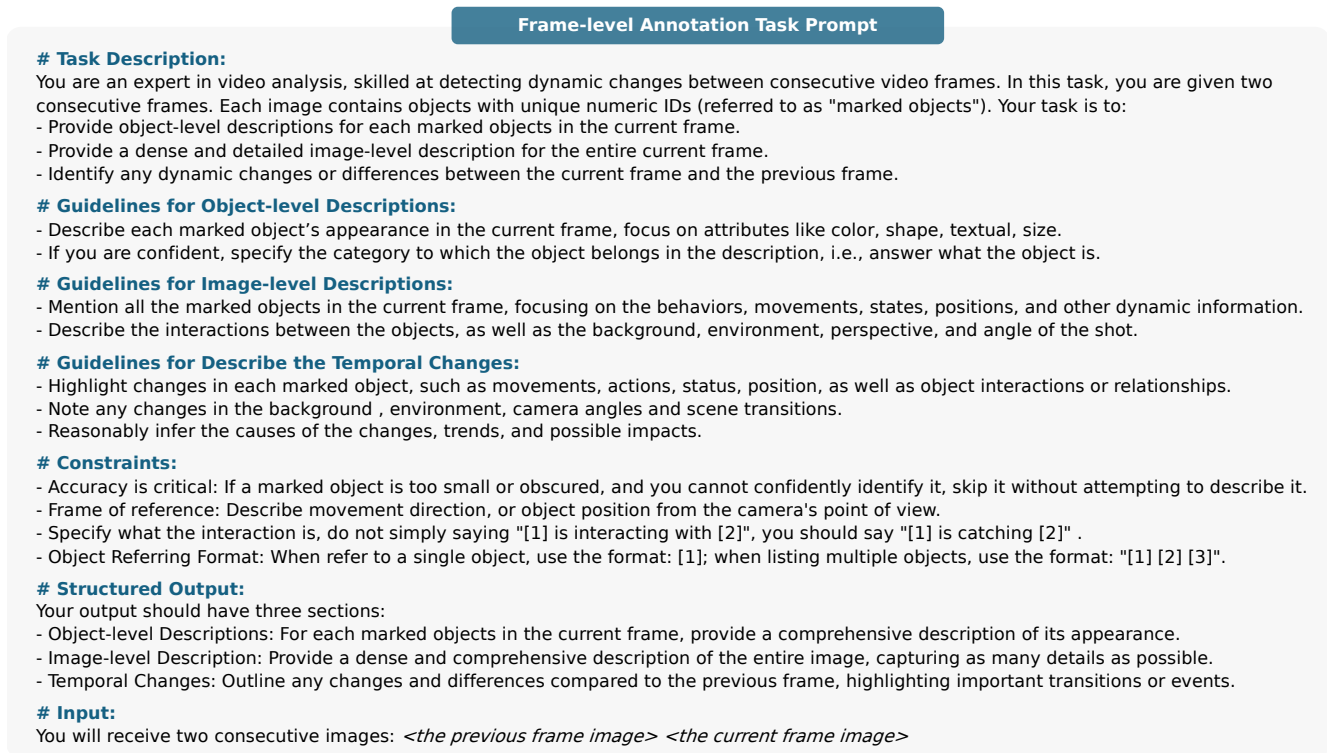 Frame-level Annotation Task Prompt
# Task Description:
You are an expert in video analysis, skilled at detecting dynamic changes between consecutive video frames. In this task, you are given two
consecutive frames. Each image contains objects with unique numeric IDs (referred to as "marked objects"). Your task is to:
- Provide object-level descriptions for each marked objects in the current frame.
- Provide a dense and detailed image-level description for the entire current frame.
- Identify any dynamic changes or differences between the current frame and the previous frame.
# Guidelines for Object-level Descriptions:
- Describe each marked object’s appearance in the current frame, focus on attributes like color, shape, textual, size.
- If you are confident, specify the category to which the object belongs in the description, i.e., answer what the object is.
# Guidelines for Image-level Descriptions:
- Mention all the marked objects in the current frame, focusing on the behaviors, movements, states, positions, and other dynamic information.
- Describe the interactions between the objects, as well as the background, environment, perspective, and angle of the shot.
# Guidelines for Describe the Temporal Changes:
- Highlight changes in each marked object, such as movements, actions, status, position, as well as object interactions or relationships.
- Note any changes in the background , environment, camera angles and scene transitions.
- Reasonably infer the causes of the changes, trends, and possible impacts.
# Constraints:
- Accuracy is critical: If a marked object is too small or obscured, and you cannot confidently identify it, skip it without attempting to describe it.
- Frame of reference: Describe movement direction, or object position from the camera's point of view.
- Specify what the interaction is, do not simply saying "[1] is interacting with [2]", you should say "[1] is catching [2]" .
- Object Referring Format: When refer to a single object, use the format: [1]; when listing multiple objects, use the format: "[1] [2] [3]".
# Structured Output:
Your output should have three sections:
- Object-level Descriptions: For each marked objects in the current frame, provide a comprehensive description of its appearance.
- Image-level Description: Provide a dense and comprehensive description of the entire image, capturing as many details as possible.
- Temporal Changes: Outline any changes and differences compared to the previous frame, highlighting important transitions or events.
# Input:
You will receive two consecutive images: <the previous frame image> <the current frame image>